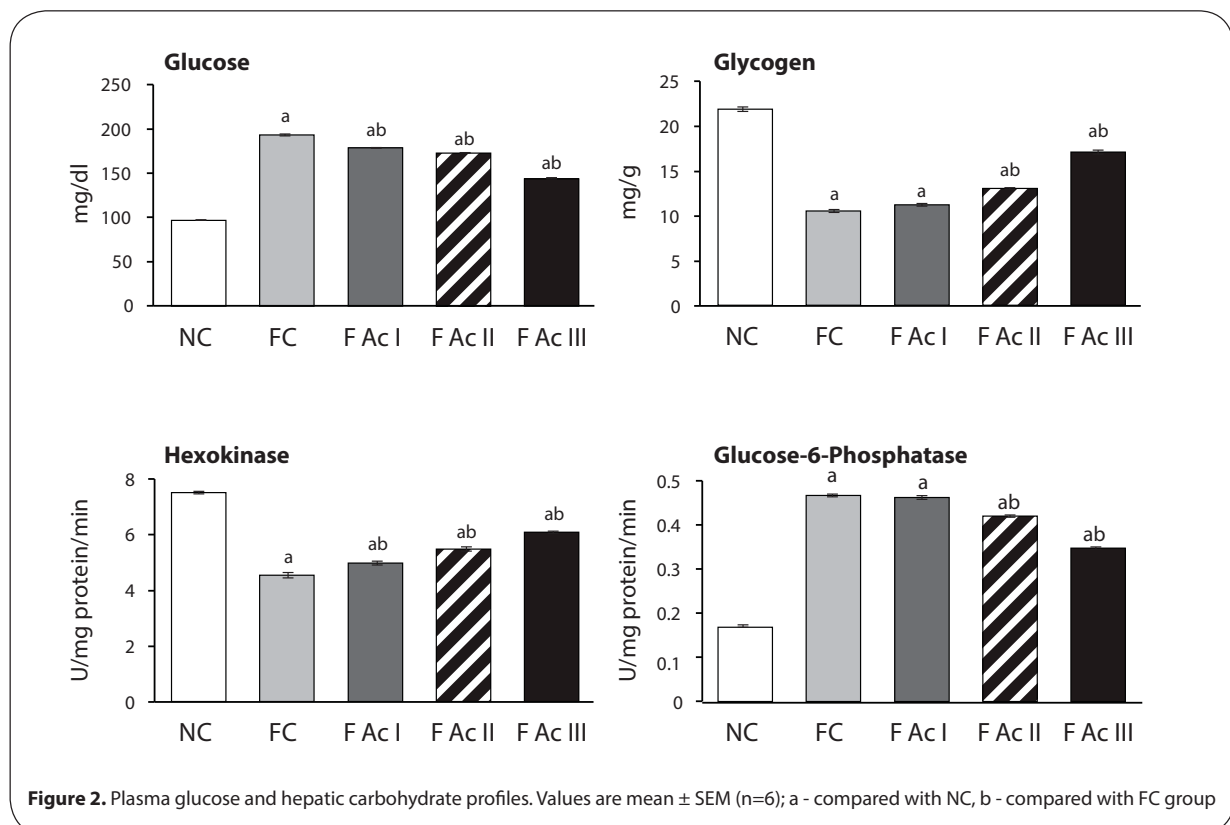 Glucose
250
200
150
100
50
0
mg/dl
a
ab
ab
ab
NC FC F Ac I F Ac II F Ac III
Glycogen
25
20
15
10
5
0
mg/g
a
a
ab
ab
NC FC F Ac I F Ac II F Ac III
Hexokinase
8
6
4
2
0
U/mg protein/min
a
ab
ab
ab
NC FC F Ac I F Ac II F Ac III
Glucose-6-Phosphatase
0.5
0.4
0.3
0.2
0.1
0
U/mg protein/min
a
a
ab
ab
NC FC F Ac I F Ac II F Ac III
Figure 2. Plasma glucose and hepatic carbohydrate profiles. Values are mean ± SEM (n=6); a - compared with NC, b - compared with FC group